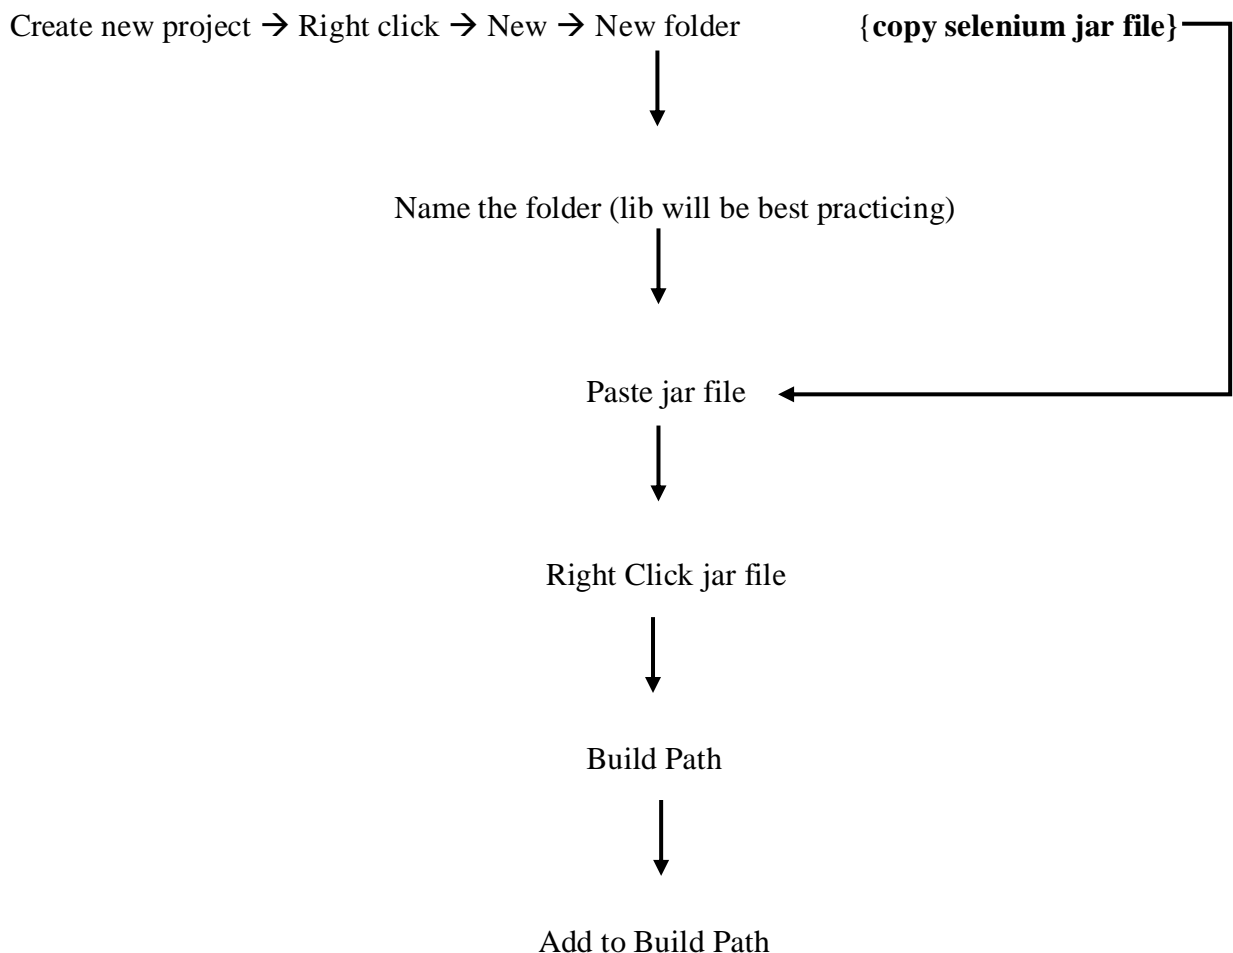 Create new project → Right click → New → New folder {copy selenium jar file}
Name the folder (lib will be best practicing)
Paste jar file
Right Click jar file
Build Path
Add to Build Path